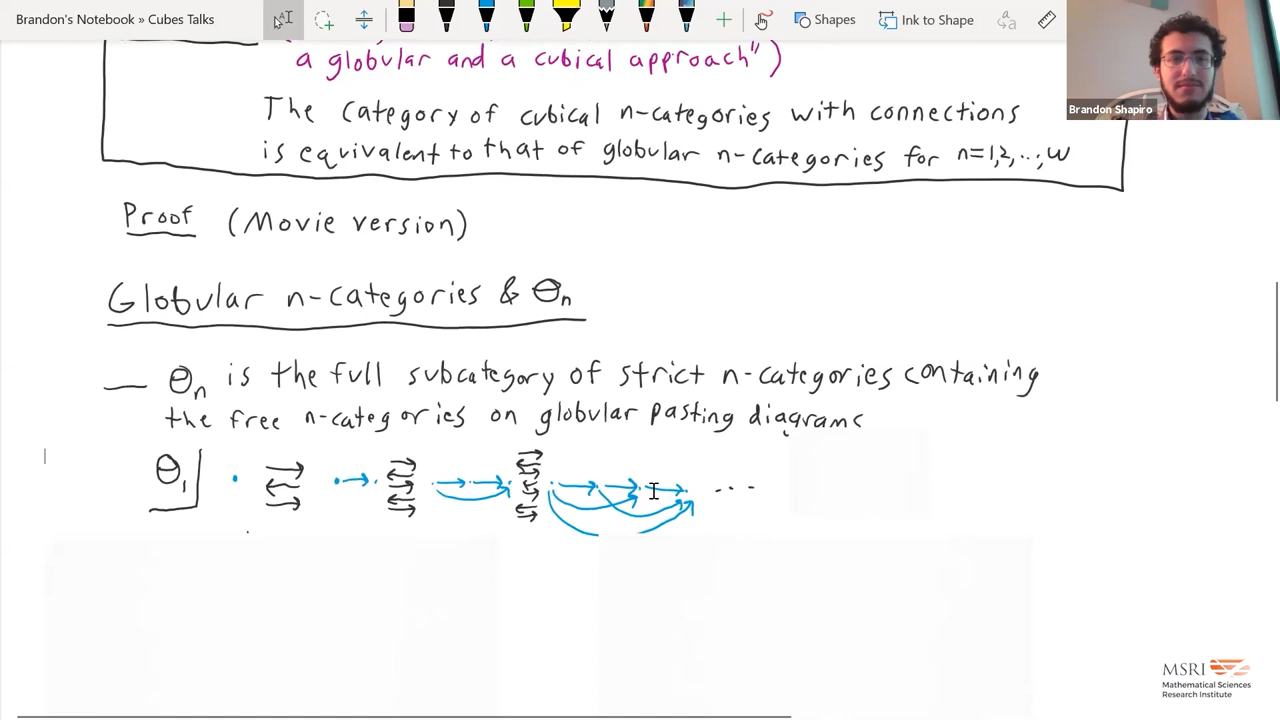 Brandon's Notebook » Cubes Talks
Shapes
Ink to Shape
Brandon Shapiro
a globular and a cubical approach")
The category of cubical n-categories with connections
is equivalent to that of globular n-categories for n=1,2,...,ω
Proof (Movie version)
Globular n-categories & Θn
— Θn is the full subcategory of strict n-categories containing
the free n-categories on globular pasting diagrams
Θ1
...
MSRI
Mathematical Sciences
Research Institute